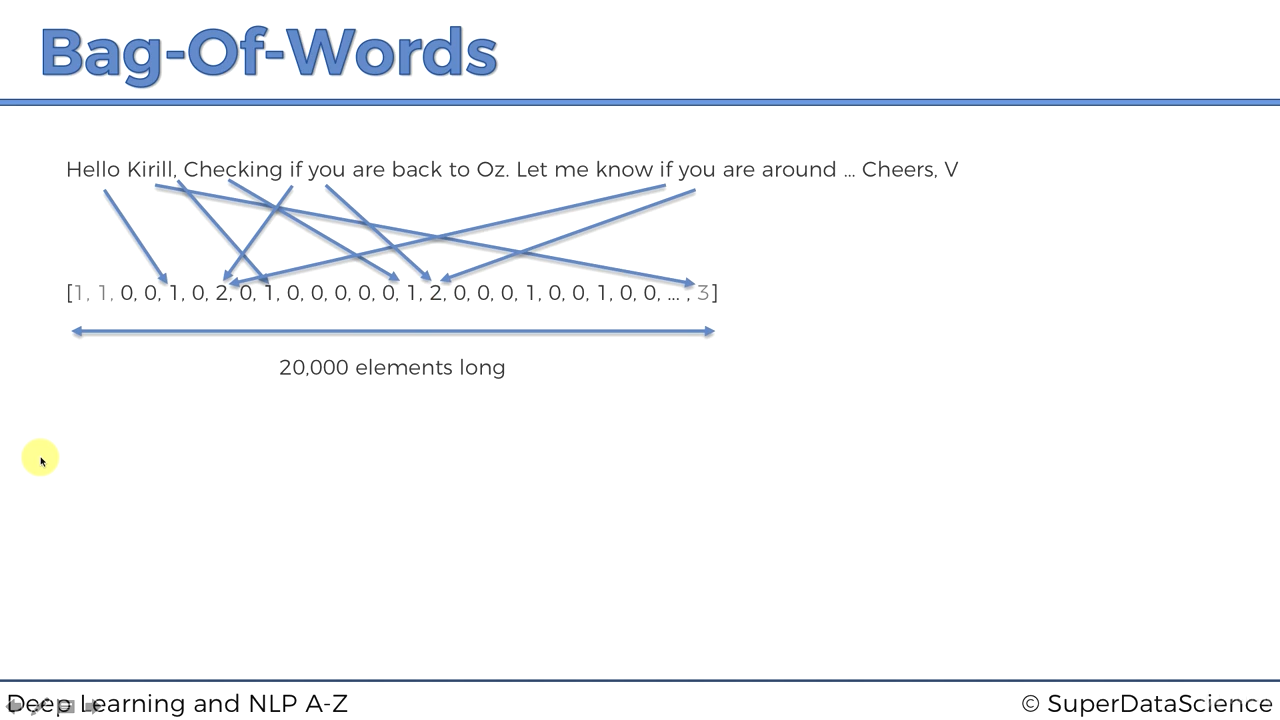 Bag-Of-Words
Hello Kirill, Checking if you are back to Oz. Let me know if you are around ... Cheers, V
[1, 1, 0, 0, 1, 0, 2, 0, 1, 0, 0, 0, 0, 0, 1, 2, 0, 0, 0, 1, 0, 0, 1, 0, 0, ... , 3]
20,000 elements long
Deep Learning and NLP A-Z
© SuperDataScience